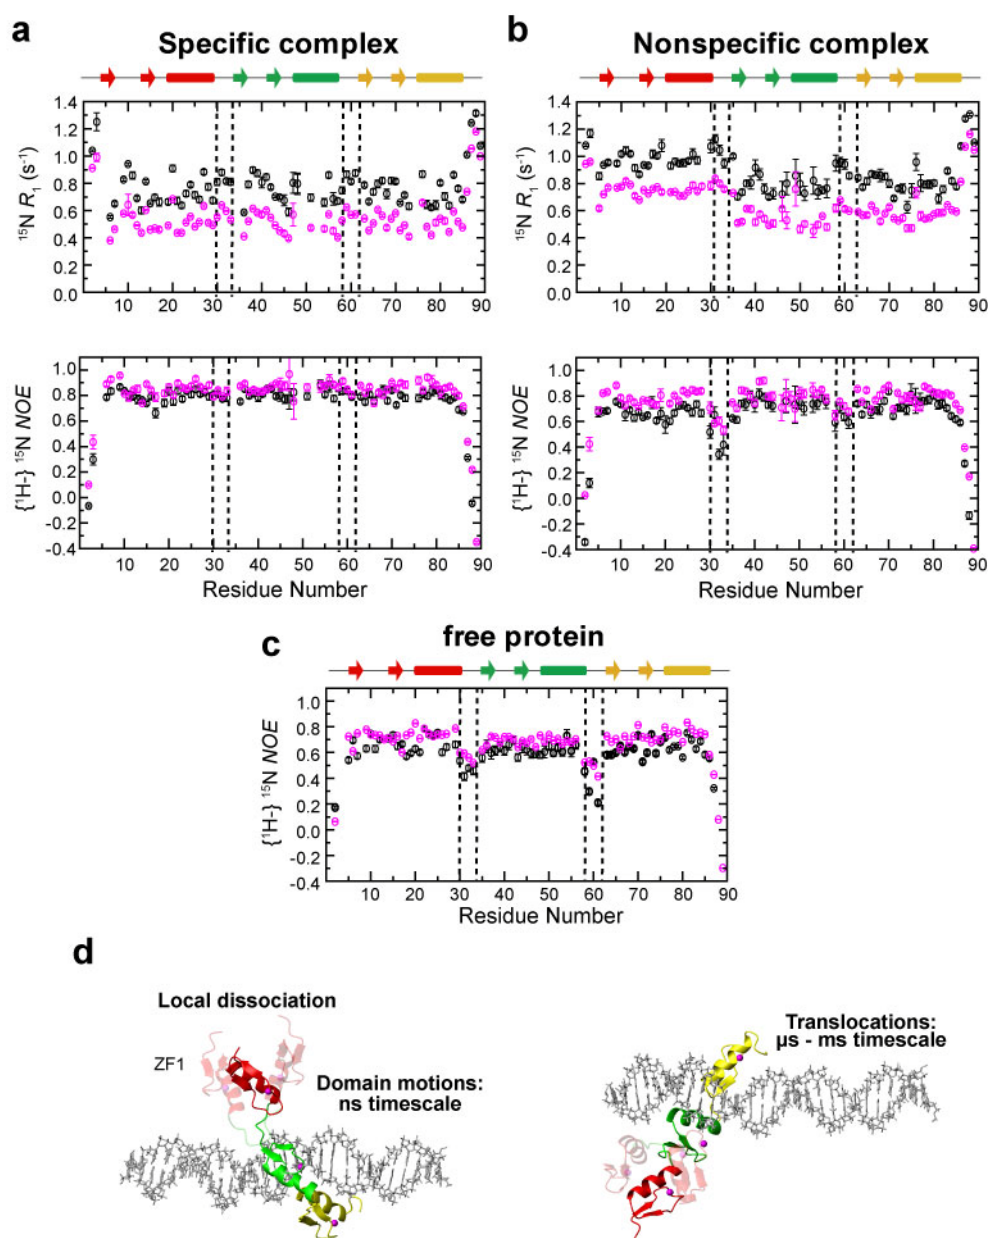 a
Specific complex
b
Nonspecific complex
¹⁵N R₁ (s⁻¹)
1.4
1.2
1.0
0.8
0.6
0.4
0.2
0.0
10 20 30 40 50 60 70 80 90
¹⁵N R₁ (s⁻¹)
1.4
1.2
1.0
0.8
0.6
0.4
0.2
0.0
10 20 30 40 50 60 70 80 90
{¹H-} ¹⁵N NOE
1.0
0.8
0.6
0.4
0.2
0.0
-0.2
-0.4
10 20 30 40 50 60 70 80 90
Residue Number
{¹H-} ¹⁵N NOE
1.0
0.8
0.6
0.4
0.2
0.0
-0.2
-0.4
10 20 30 40 50 60 70 80 90
Residue Number
c
free protein
{¹H-} ¹⁵N NOE
1.0
0.8
0.6
0.4
0.2
0.0
-0.2
-0.4
10 20 30 40 50 60 70 80 90
Residue Number
d
Local dissociation
ZF1
Domain motions:
ns timescale
Translocations:
µs - ms timescale